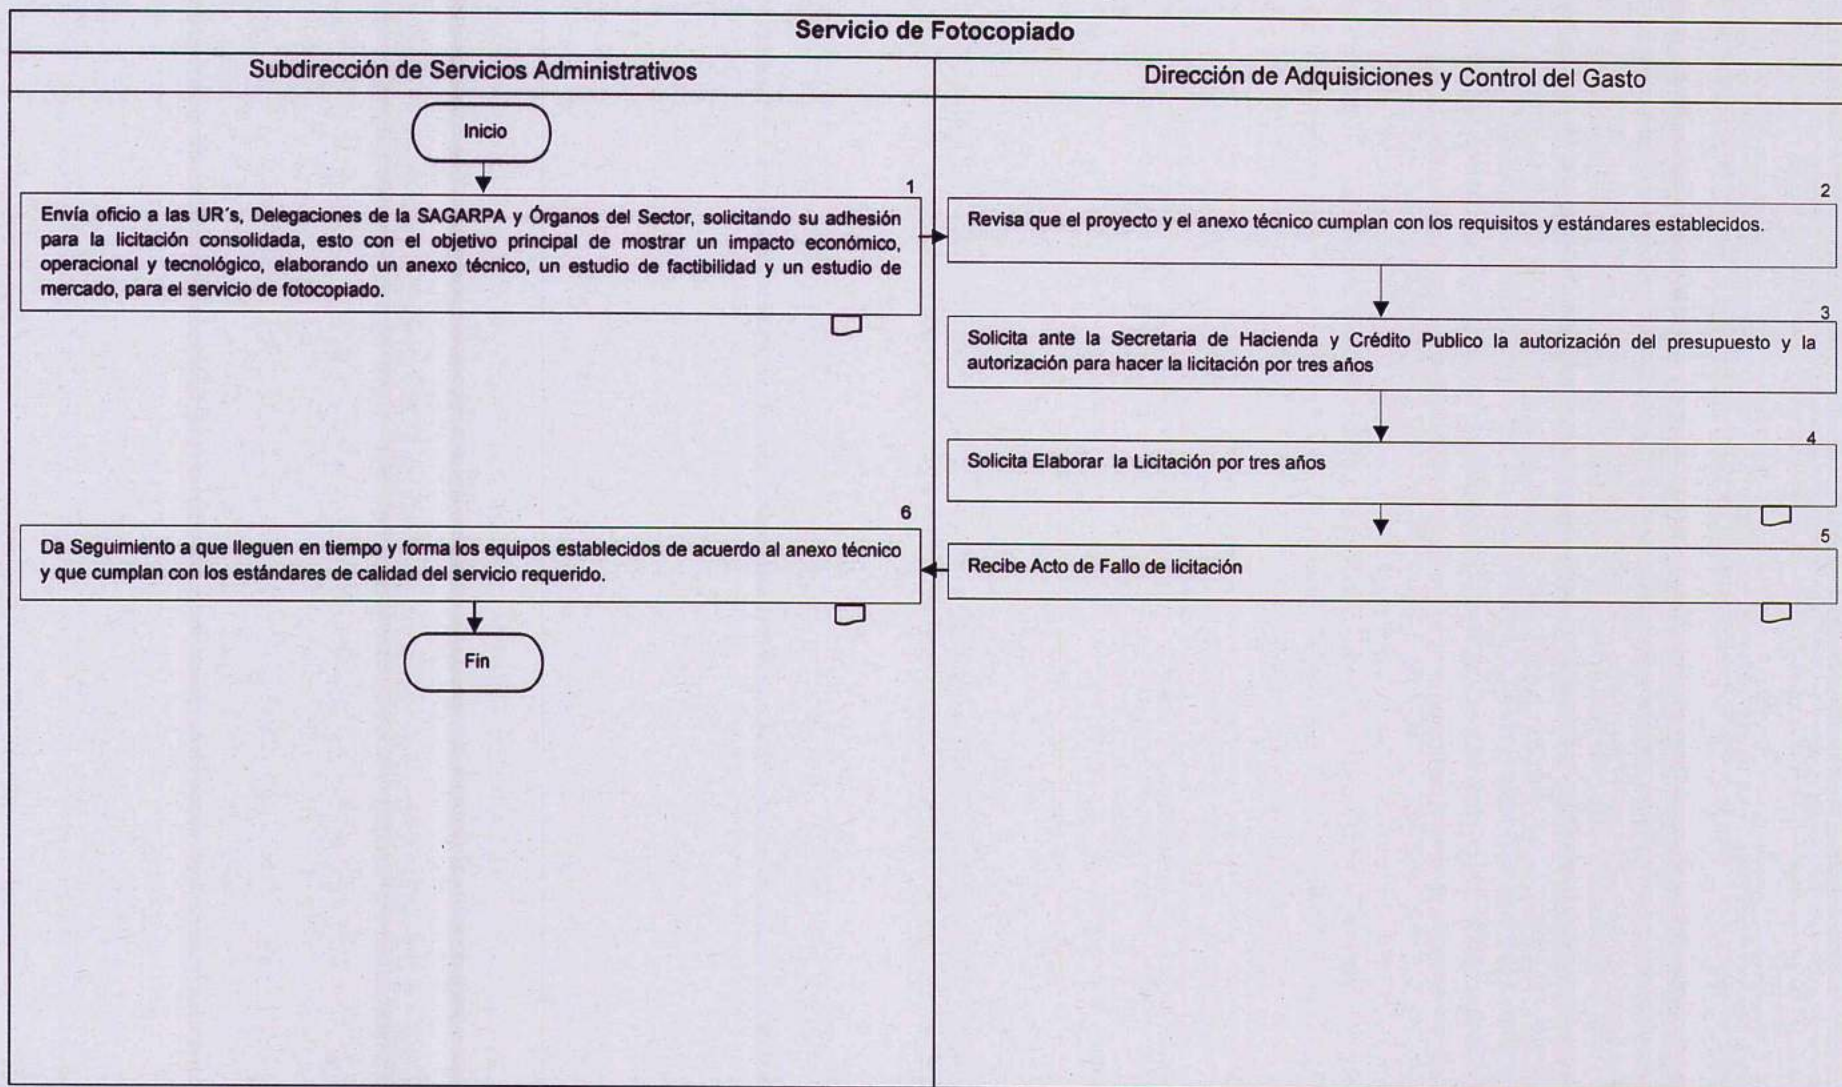 Servicio de Fotocopiado
Subdirección de Servicios Administrativos
Dirección de Adquisiciones y Control del Gasto
Inicio
1
Envía oficio a las UR´s, Delegaciones de la SAGARPA y Órganos del Sector, solicitando su adhesión
para la licitación consolidada, esto con el objetivo principal de mostrar un impacto económico,
operacional y tecnológico, elaborando un anexo técnico, un estudio de factibilidad y un estudio de
mercado, para el servicio de fotocopiado.
2
Revisa que el proyecto y el anexo técnico cumplan con los requisitos y estándares establecidos.
3
Solicita ante la Secretaria de Hacienda y Crédito Publico la autorización del presupuesto y la
autorización para hacer la licitación por tres años
4
Solicita Elaborar la Licitación por tres años
5
Recibe Acto de Fallo de licitación
6
Da Seguimiento a que lleguen en tiempo y forma los equipos establecidos de acuerdo al anexo técnico
y que cumplan con los estándares de calidad del servicio requerido.
Fin